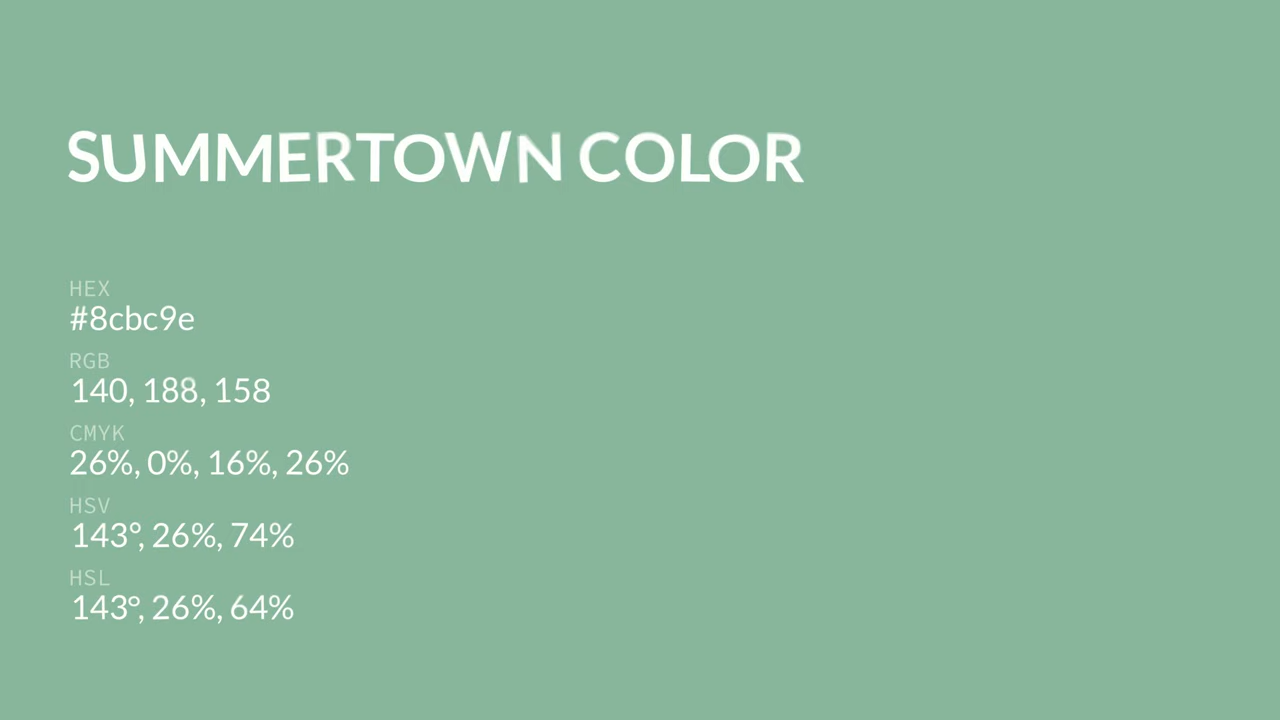 SUMMERTOWN COLOR
HEX
#8cbc9e
RGB
140, 188, 158
CMYK
26%, 0%, 16%, 26%
HSV
143°, 26%, 74%
HSL
143°, 26%, 64%